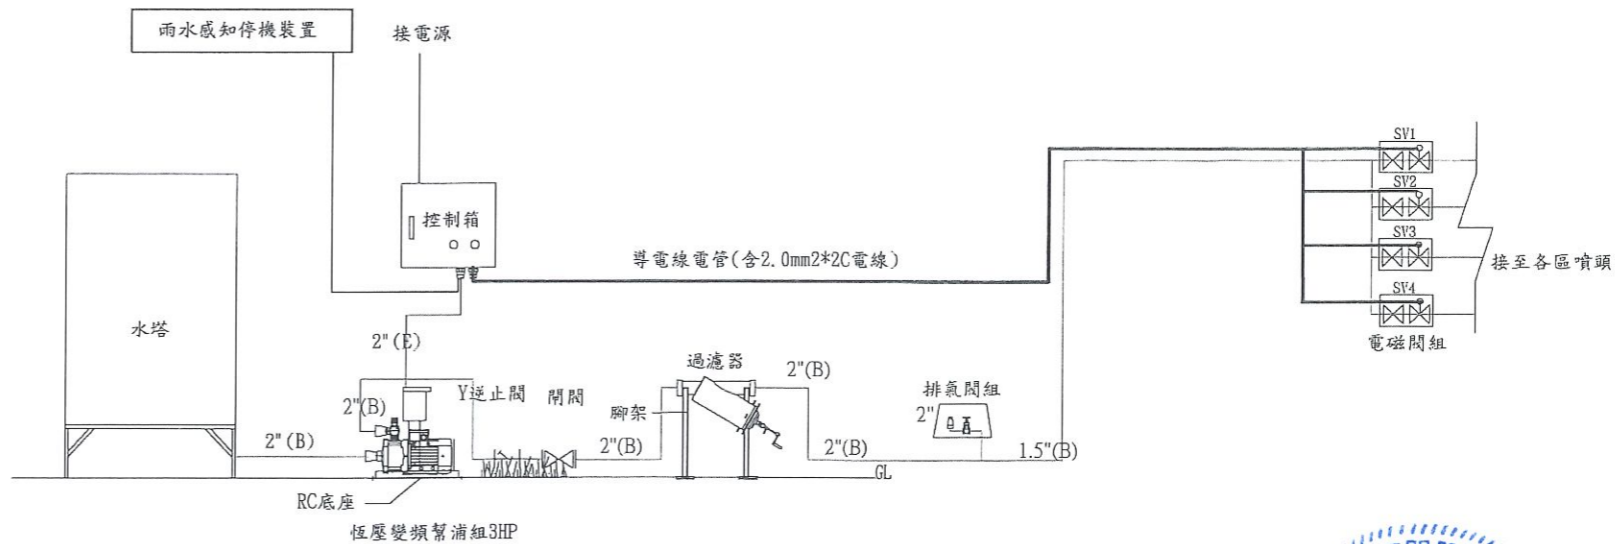 雨水感知停機裝置
接電源
SV1
SV2
控制箱
SV3
導電線電管(含2.0mm2*2C電線)
接至各區噴頭
SV4
水塔
電磁閥組
2"(E)
過濾器
2"(B)
Y逆止閥
閘閥
排氣閥組
2"(B)
腳架
2"
2"(B)
2"(B)
2"(B)
1.5"(B)
GL
RC底座
恆壓變頻幫浦組3HP